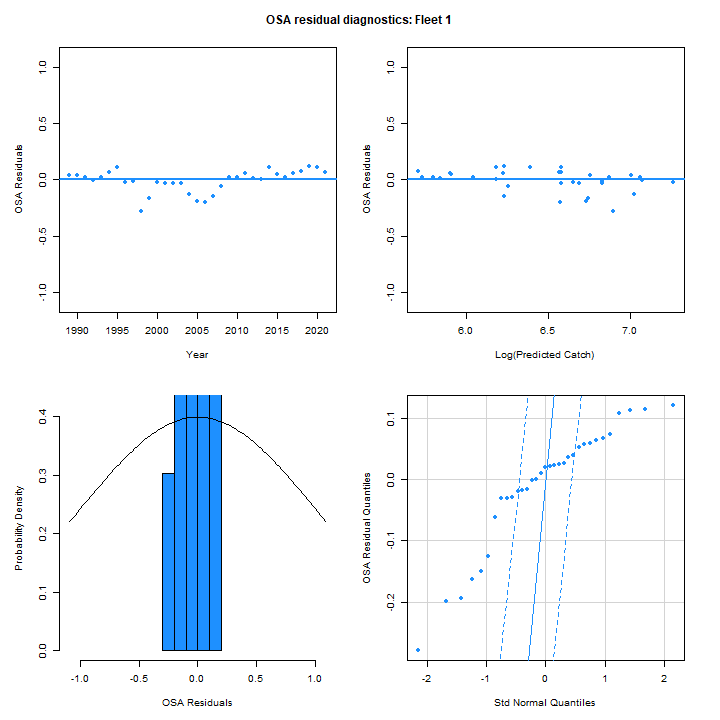 OSA residual diagnostics: Fleet 1
1.0
0.5
0.0
-0.5
-1.0
OSA Residuals
1990 1995 2000 2005 2010 2015 2020
Year
1.0
0.5
0.0
-0.5
-1.0
OSA Residuals
6.0 6.5 7.0
Log(Predicted Catch)
0.4
0.3
0.2
0.1
0.0
Probability Density
-1.0 -0.5 0.0 0.5 1.0
OSA Residuals
0.1
0.0
-0.1
-0.2
OSA Residual Quantiles
-2 -1 0 1 2
Std Normal Quantiles